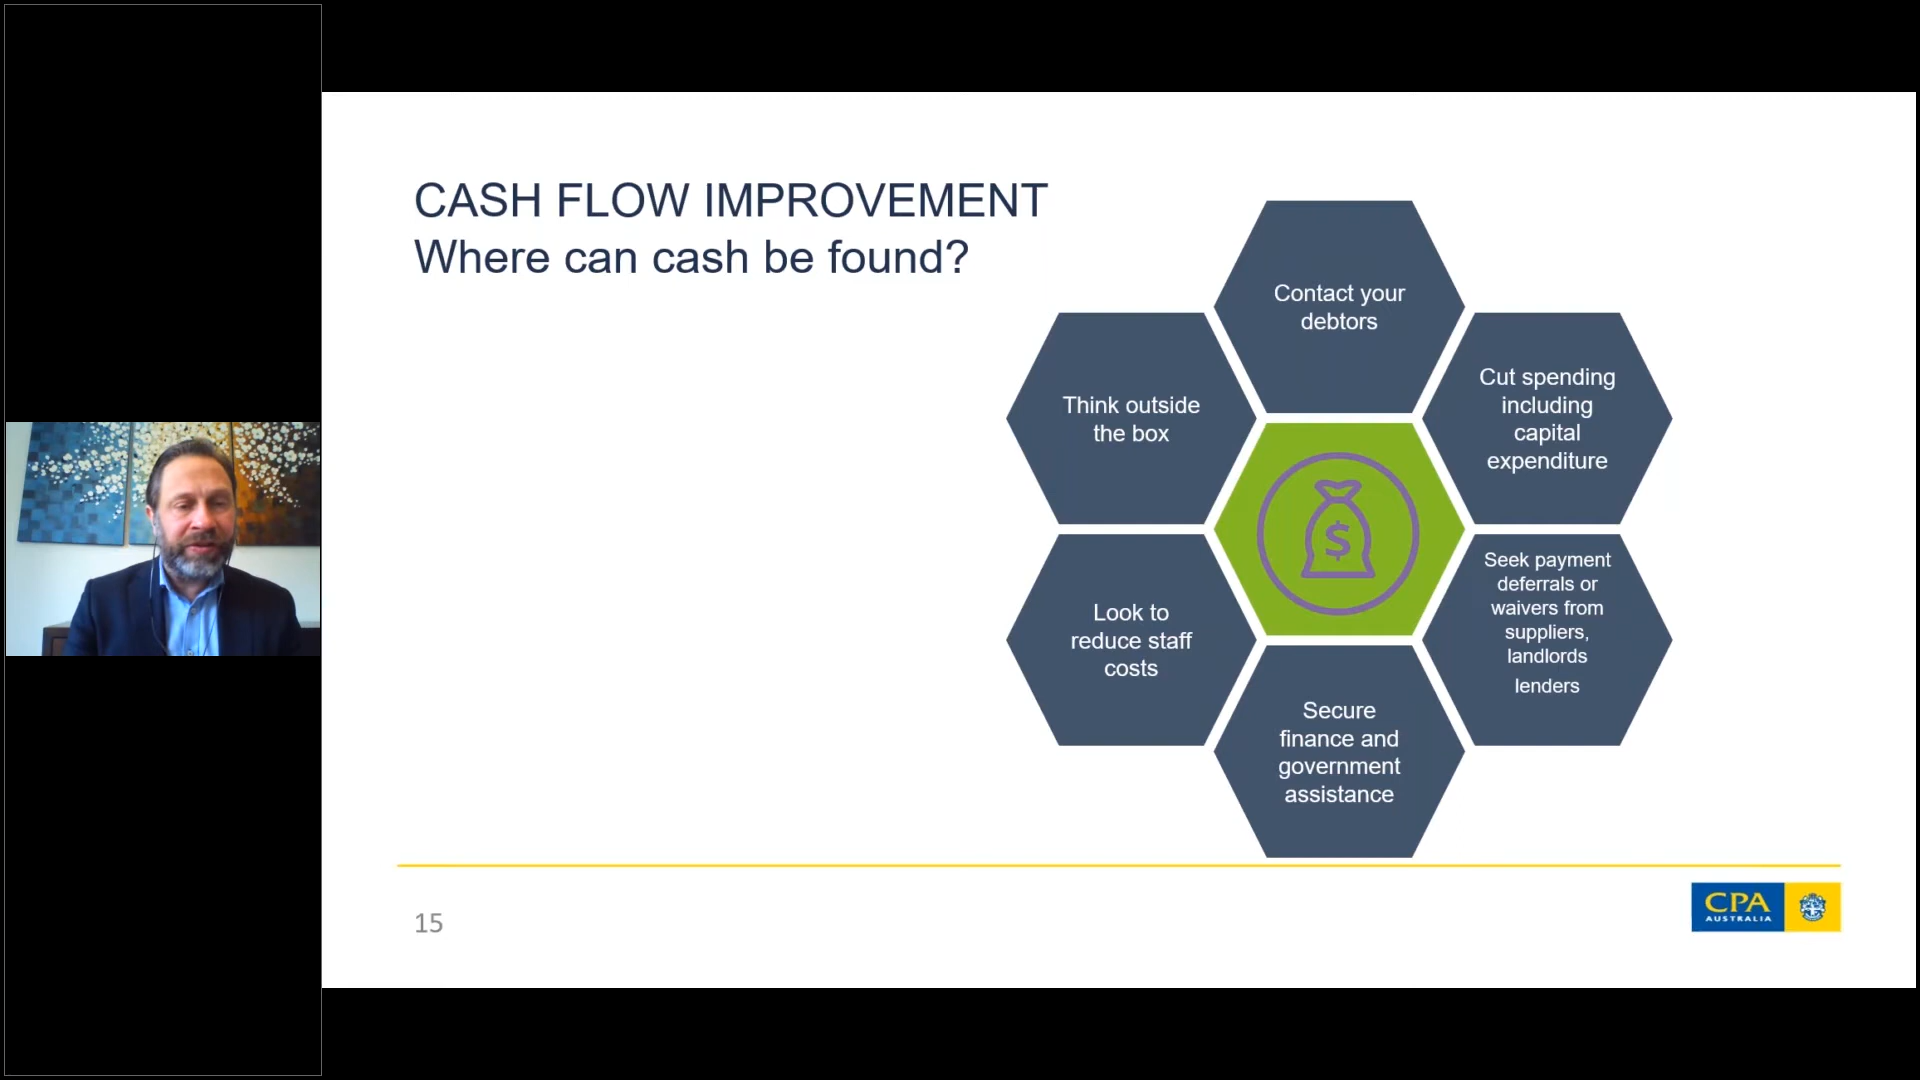 CASH FLOW IMPROVEMENT
Where can cash be found?
Contact your
debtors
Cut spending
including
capital
expenditure
Seek payment
deferrals or
waivers from
suppliers,
landlords
lenders
Secure
finance and
government
assistance
Look to
reduce staff
costs
Think outside
the box
$
15
CPA
AUSTRALIA